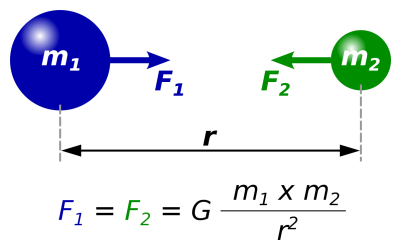 m₁ F₁ F₂ m₂
r
F₁ = F₂ = G m₁ x m₂ / r²